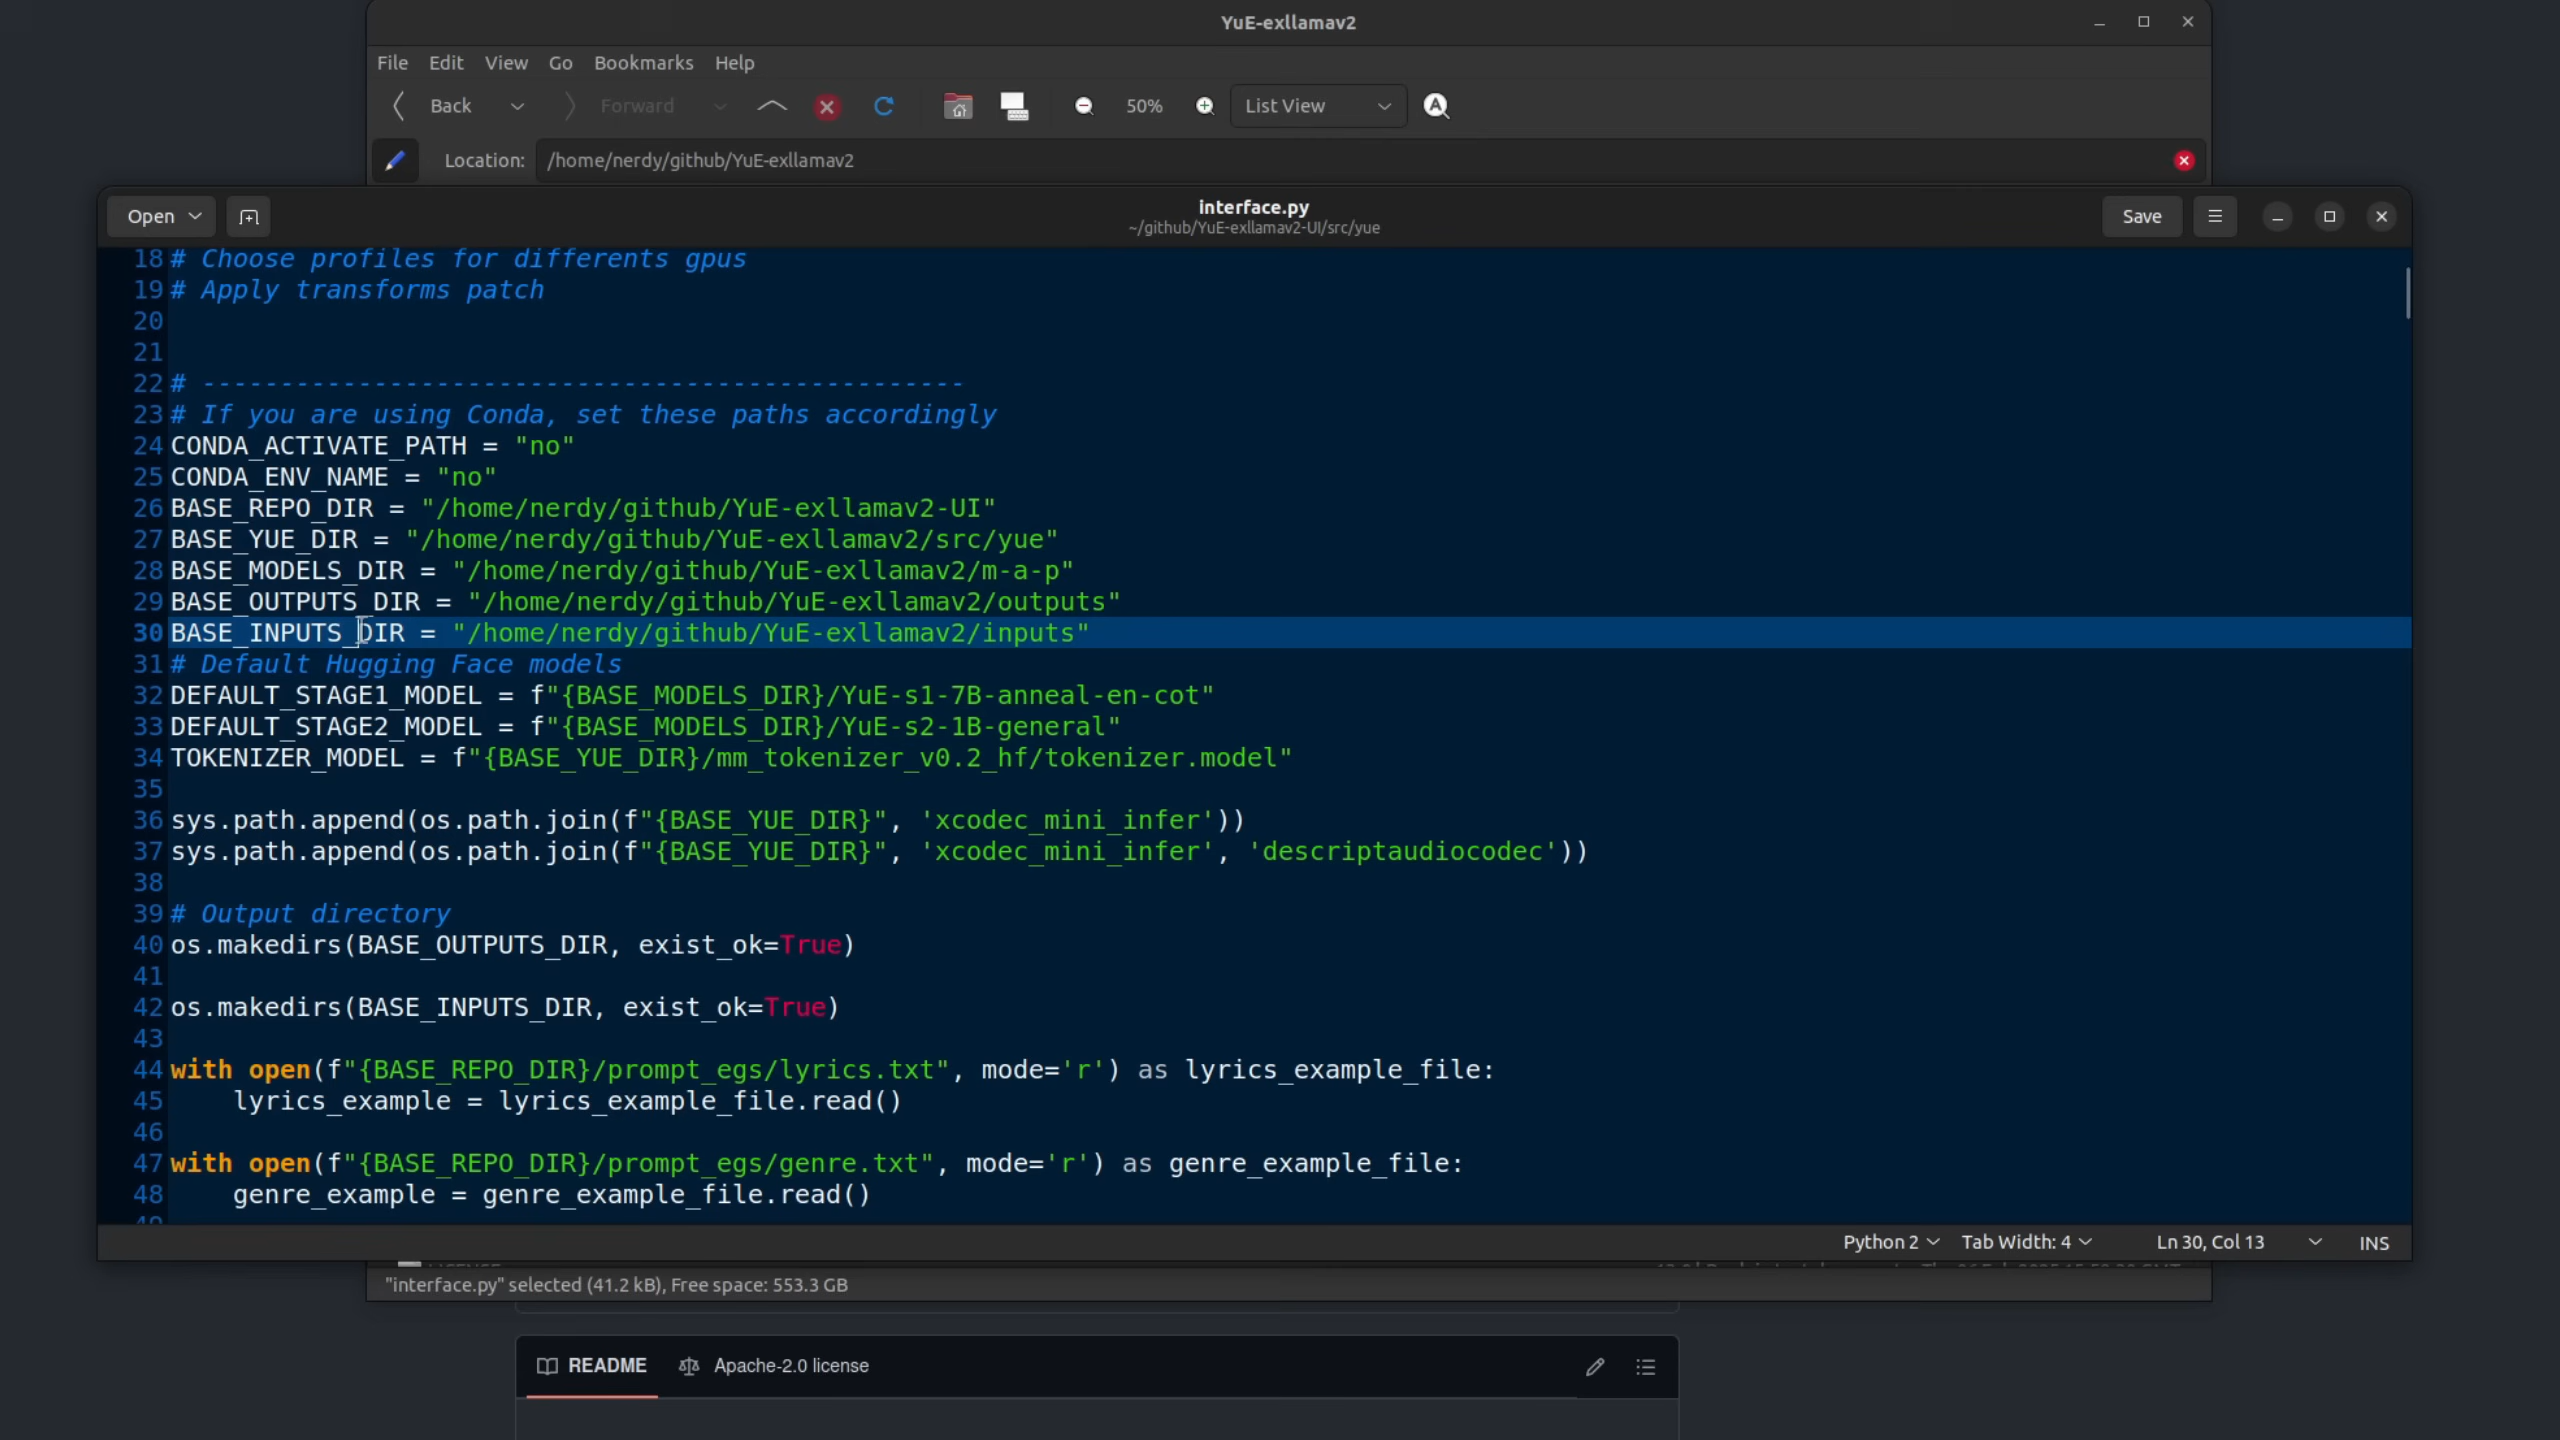 YuE-exllamav2
File Edit View Go Bookmarks Help
Back Forward 50% List View
Location: /home/nerdy/github/YuE-exllamav2
Open interface.py Save
~/github/YuE-exllamav2-UI/src/yue
18 # Choose profiles for differents gpus
19 # Apply transforms patch
20
21
22 # -------------------------------------------------
23 # If you are using Conda, set these paths accordingly
24 CONDA_ACTIVATE_PATH = "no"
25 CONDA_ENV_NAME = "no"
26 BASE_REPO_DIR = "/home/nerdy/github/YuE-exllamav2-UI"
27 BASE_YUE_DIR = "/home/nerdy/github/YuE-exllamav2/src/yue"
28 BASE_MODELS_DIR = "/home/nerdy/github/YuE-exllamav2/m-a-p"
29 BASE_OUTPUTS_DIR = "/home/nerdy/github/YuE-exllamav2/outputs"
30 BASE_INPUTS_DIR = "/home/nerdy/github/YuE-exllamav2/inputs"
31 # Default Hugging Face models
32 DEFAULT_STAGE1_MODEL = f"{BASE_MODELS_DIR}/YuE-s1-7B-anneal-en-cot"
33 DEFAULT_STAGE2_MODEL = f"{BASE_MODELS_DIR}/YuE-s2-1B-general"
34 TOKENIZER_MODEL = f"{BASE_YUE_DIR}/mm_tokenizer_v0.2_hf/tokenizer.model"
35
36 sys.path.append(os.path.join(f"{BASE_YUE_DIR}", 'xcodec_mini_infer'))
37 sys.path.append(os.path.join(f"{BASE_YUE_DIR}", 'xcodec_mini_infer', 'descriptaudiocodec'))
38
39 # Output directory
40 os.makedirs(BASE_OUTPUTS_DIR, exist_ok=True)
41
42 os.makedirs(BASE_INPUTS_DIR, exist_ok=True)
43
44 with open(f"{BASE_REPO_DIR}/prompt_egs/lyrics.txt", mode='r') as lyrics_example_file:
45     lyrics_example = lyrics_example_file.read()
46
47 with open(f"{BASE_REPO_DIR}/prompt_egs/genre.txt", mode='r') as genre_example_file:
48     genre_example = genre_example_file.read()
Python 2 Tab Width: 4 Ln 30, Col 13 INS
"interface.py" selected (41.2 kB), Free space: 553.3 GB
README Apache-2.0 license